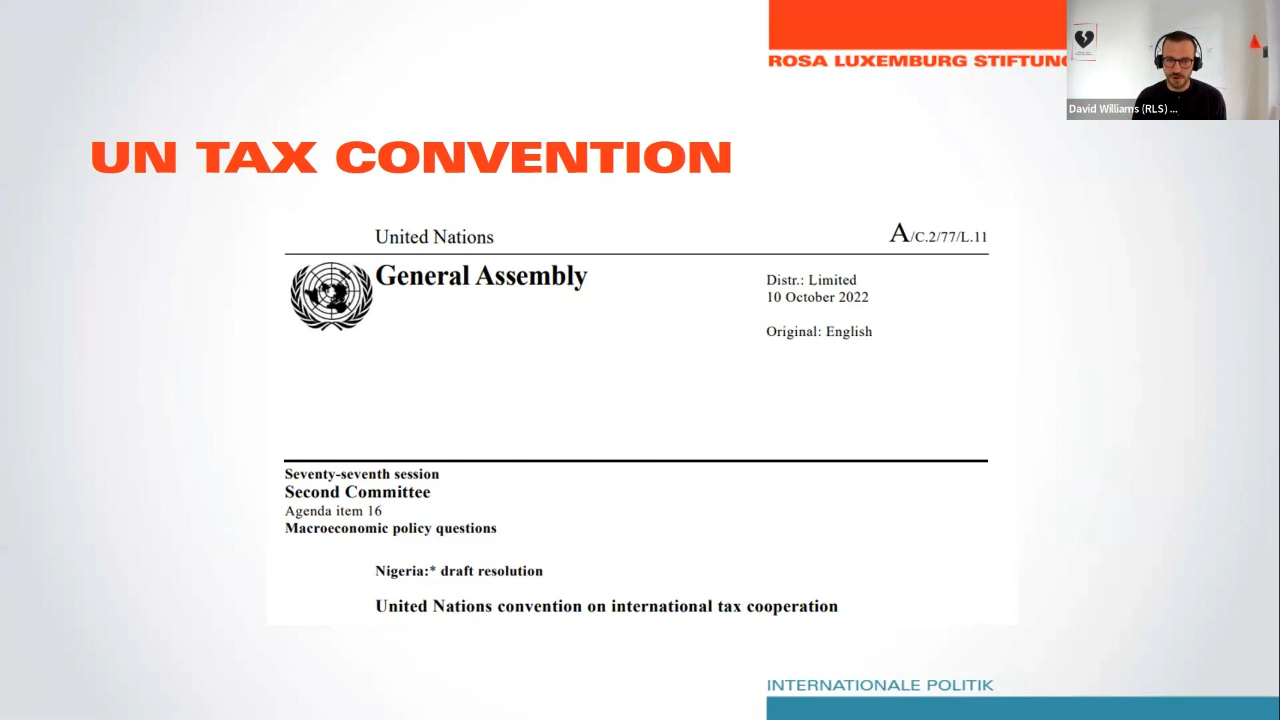 ROSA LUXEMBURG STIFTUNG
David Williams (RLS) ...
UN TAX CONVENTION
United Nations
A/C.2/77/L.11
General Assembly
Distr.: Limited
10 October 2022
Original: English
Seventy-seventh session
Second Committee
Agenda item 16
Macroeconomic policy questions
Nigeria:* draft resolution
United Nations convention on international tax cooperation
INTERNATIONALE POLITIK